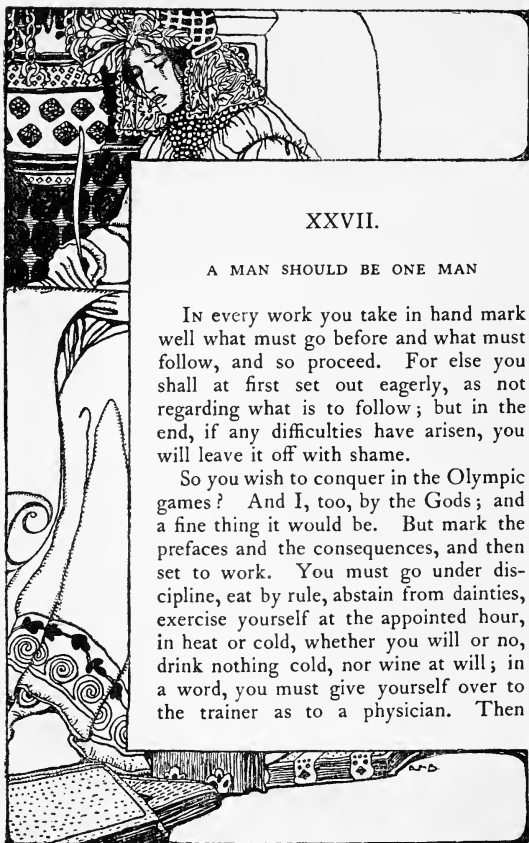 XXVII.
A MAN SHOULD BE ONE MAN
IN every work you take in hand mark
well what must go before and what must
follow, and so proceed. For else you
shall at first set out eagerly, as not
regarding what is to follow; but in the
end, if any difficulties have arisen, you
will leave it off with shame.
So you wish to conquer in the Olympic
games? And I, too, by the Gods; and
a fine thing it would be. But mark the
prefaces and the consequences, and then
set to work. You must go under dis-
cipline, eat by rule, abstain from dainties,
exercise yourself at the appointed hour,
in heat or cold, whether you will or no,
drink nothing cold, nor wine at will; in
a word, you must give yourself over to
the trainer as to a physician. Then